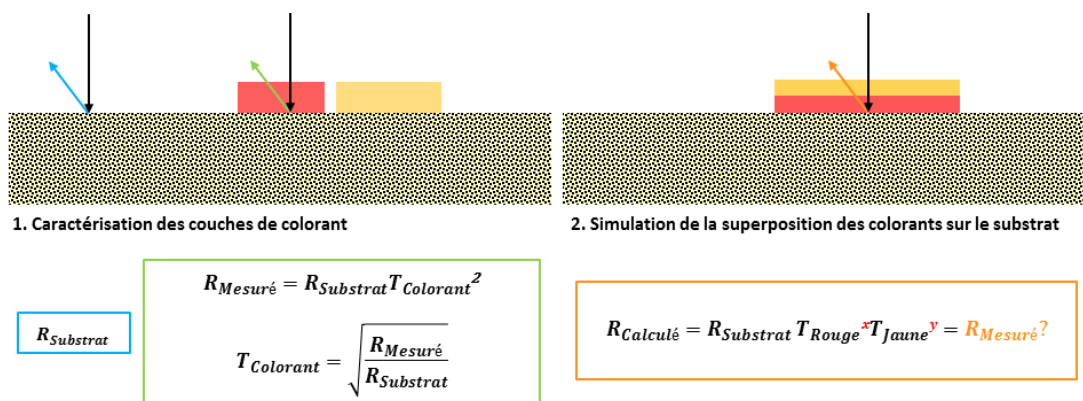 1. Caractérisation des couches de colorant
2. Simulation de la superposition des colorants sur le substrat
R_Substrat
R_Mesuré = R_Substrat T_Colorant^2
T_Colorant = √(R_Mesuré / R_Substrat)
R_Calculé = R_Substrat T_Rouge^x T_Jaune^y = R_Mesuré?